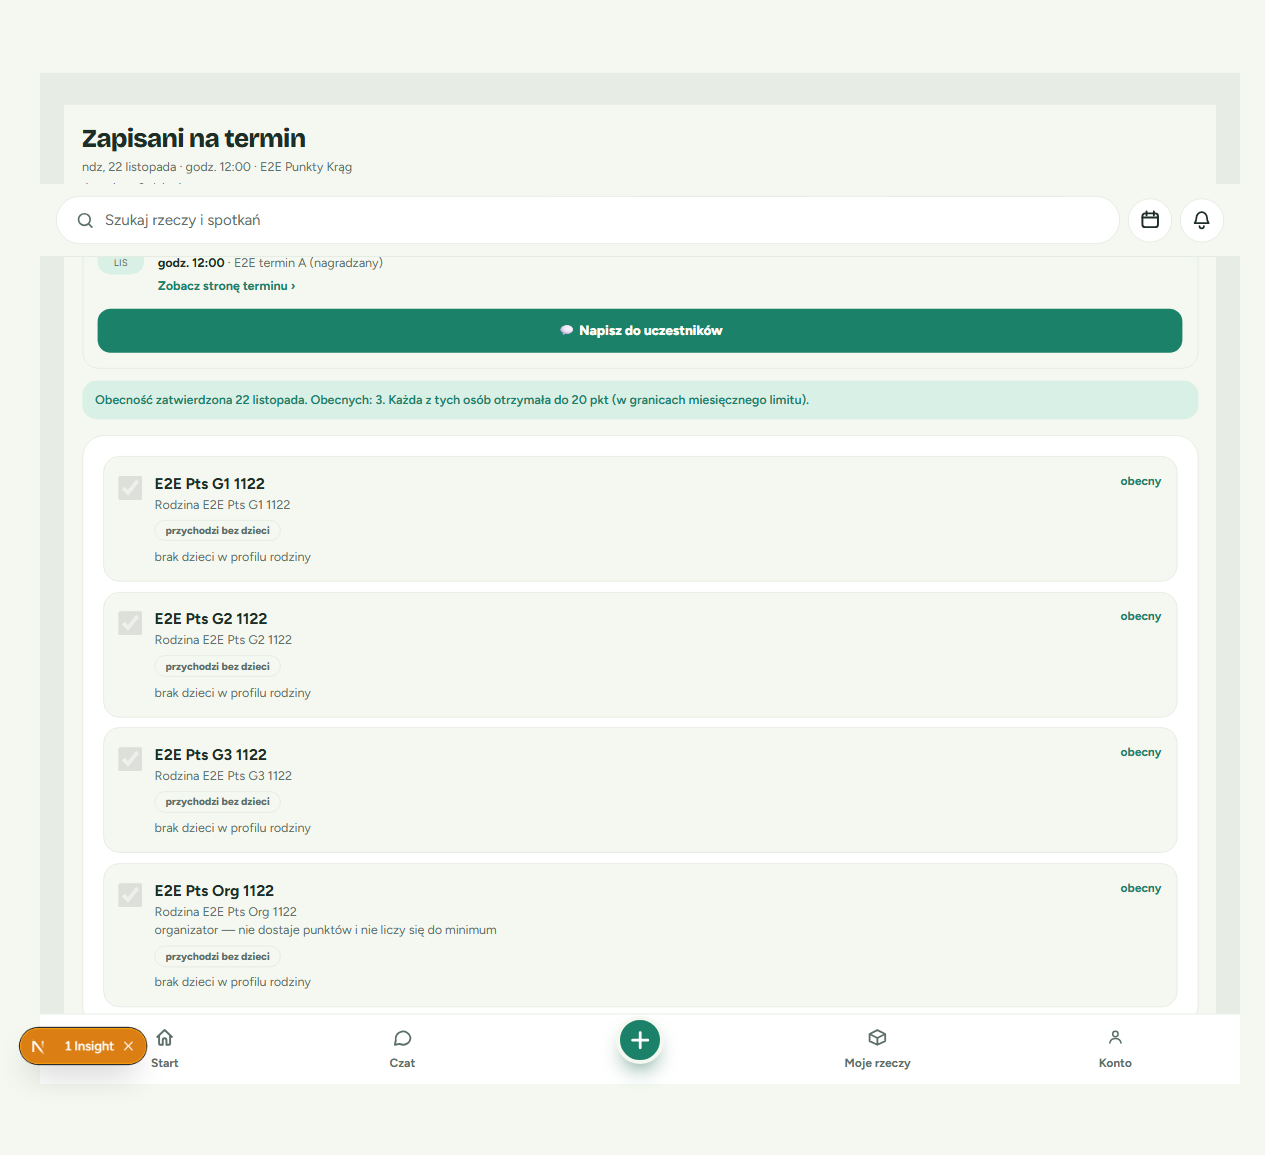 Zapisani na termin
ndz, 22 listopada · godz. 12:00 · E2E Punkty Krąg
Szukaj rzeczy i spotkań
LIS
godz. 12:00 · E2E termin A (nagradzany)
Zobacz stronę terminu ›
Napisz do uczestników
Obecność zatwierdzona 22 listopada. Obecnych: 3. Każda z tych osób otrzymała do 20 pkt (w granicach miesięcznego limitu).
E2E Pts G1 1122
obecny
Rodzina E2E Pts G1 1122
przychodzi bez dzieci
brak dzieci w profilu rodziny
E2E Pts G2 1122
obecny
Rodzina E2E Pts G2 1122
przychodzi bez dzieci
brak dzieci w profilu rodziny
E2E Pts G3 1122
obecny
Rodzina E2E Pts G3 1122
przychodzi bez dzieci
brak dzieci w profilu rodziny
E2E Pts Org 1122
obecny
Rodzina E2E Pts Org 1122
organizator — nie dostaje punktów i nie liczy się do minimum
przychodzi bez dzieci
brak dzieci w profilu rodziny
N 1 Insight
Start
Czat
Moje rzeczy
Konto